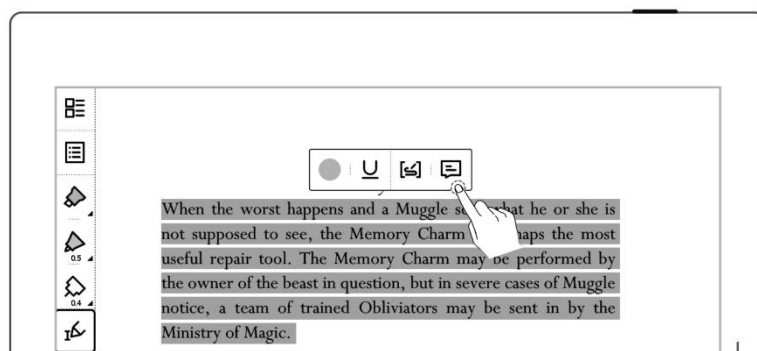 When the worst happens and a Muggle what he or she is
not supposed to see, the Memory Charm the most
useful repair tool. The Memory Charm may be performed by
the owner of the beast in question, but in severe cases of Muggle
notice, a team of trained Obliviators may be sent in by the
Ministry of Magic.
0.5
0.4